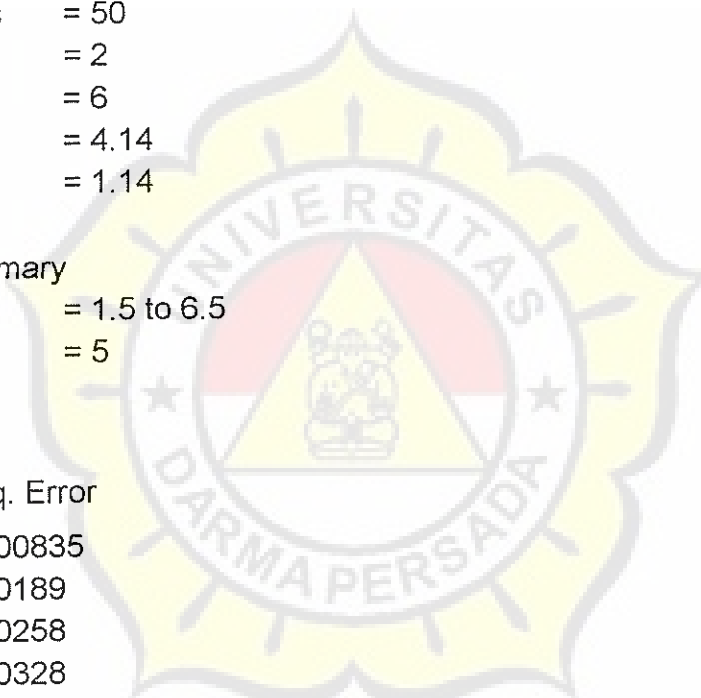 = 50
= 2
= 6
= 4.14
= 1.14
mary
= 1.5 to 6.5
= 5
q. Error
00835
0189
0258
0328
UNIVERSITAS
DARMA PERSADA